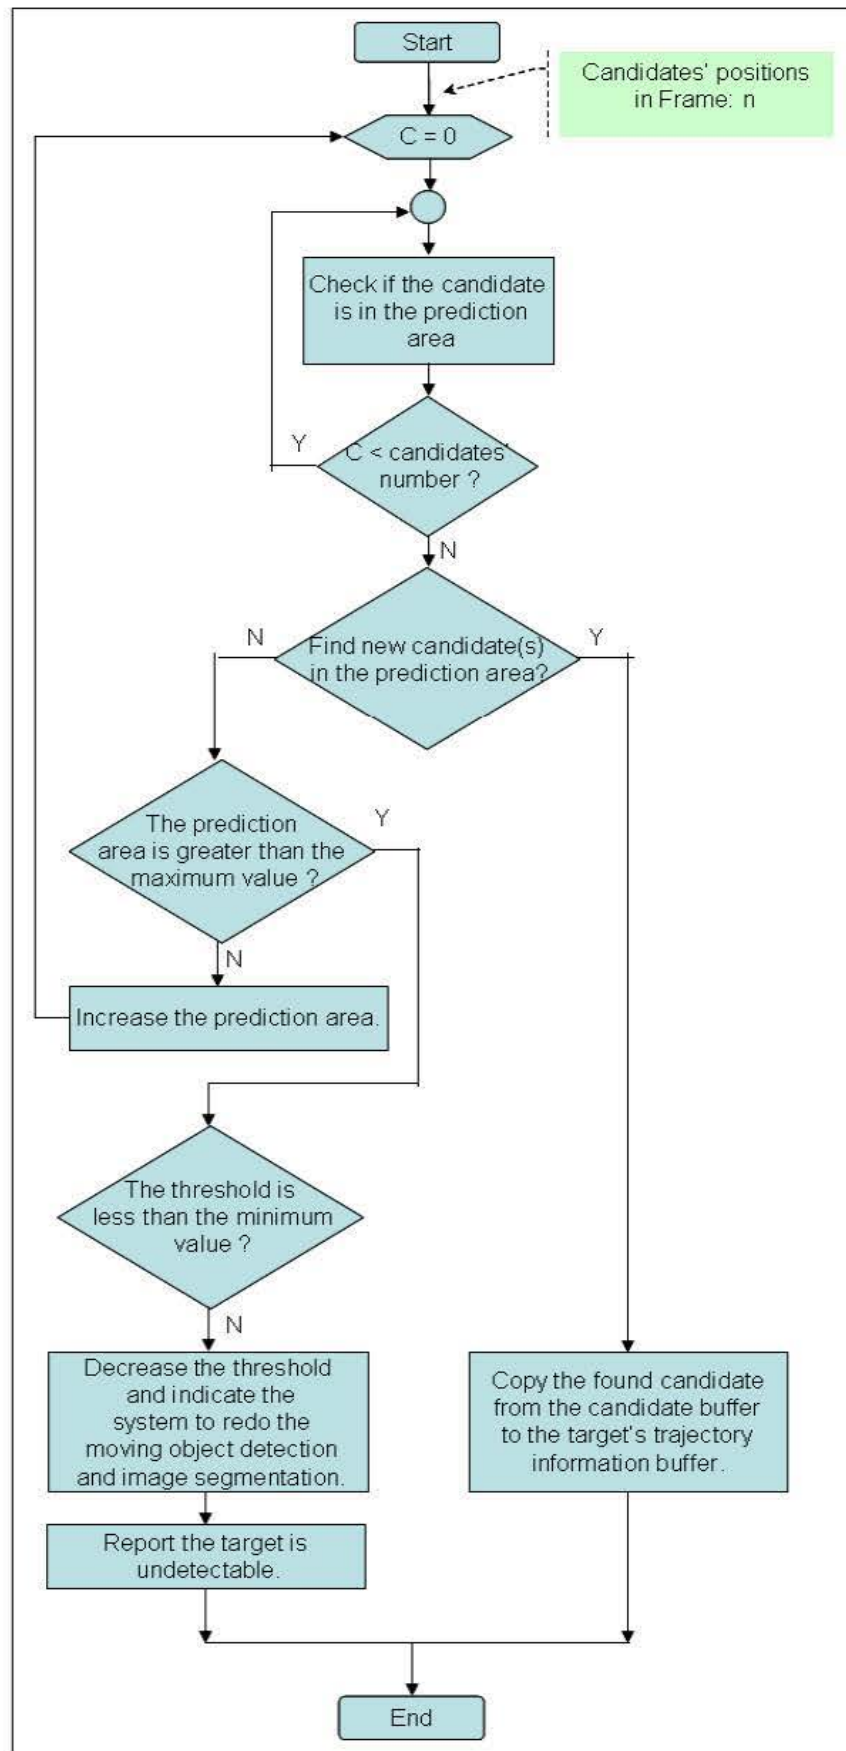 Start
Candidates' positions
in Frame: n
C = 0
Check if the candidate
is in the prediction
area
Y
C < candidates'
number ?
N
N
Find new candidate(s)
in the prediction area?
Y
The prediction
area is greater than the
maximum value ?
Y
N
Increase the prediction area.
The threshold is
less than the minimum
value ?
N
Decrease the threshold
and indicate the
system to redo the
moving object detection
and image segmentation.
Copy the found candidate
from the candidate buffer
to the target's trajectory
information buffer.
Report the target is
undetectable.
End